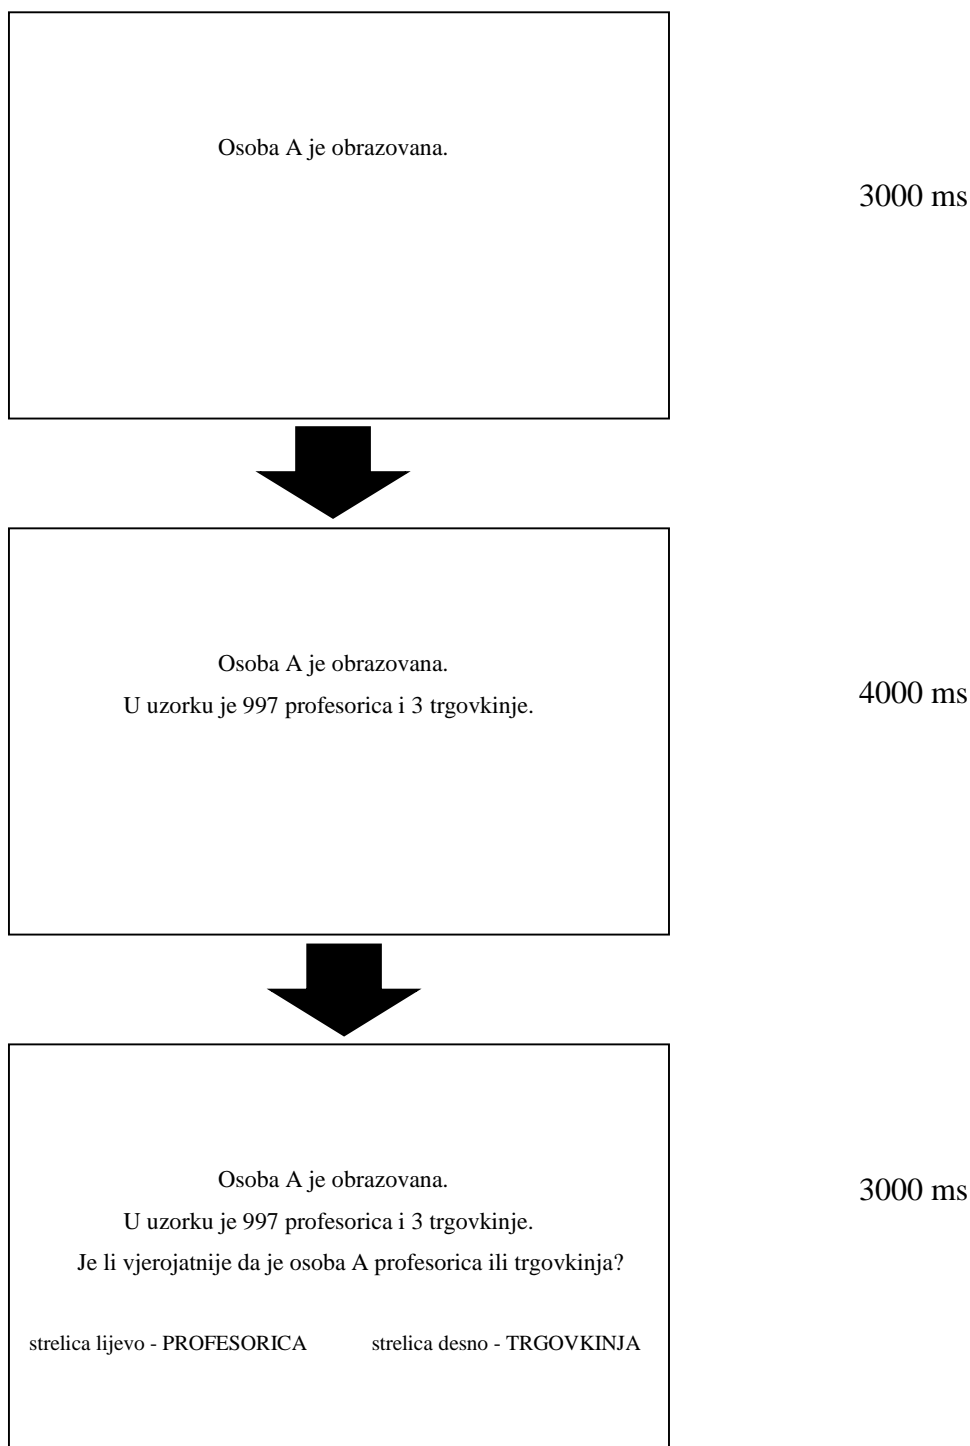 Osoba A je obrazovana.
3000 ms
Osoba A je obrazovana.
U uzorku je 997 profesorica i 3 trgovkinje.
4000 ms
Osoba A je obrazovana.
U uzorku je 997 profesorica i 3 trgovkinje.
Je li vjerojatnije da je osoba A profesorica ili trgovkinja?
strelica lijevo - PROFESORICA strelica desno - TRGOVKINJA
3000 ms